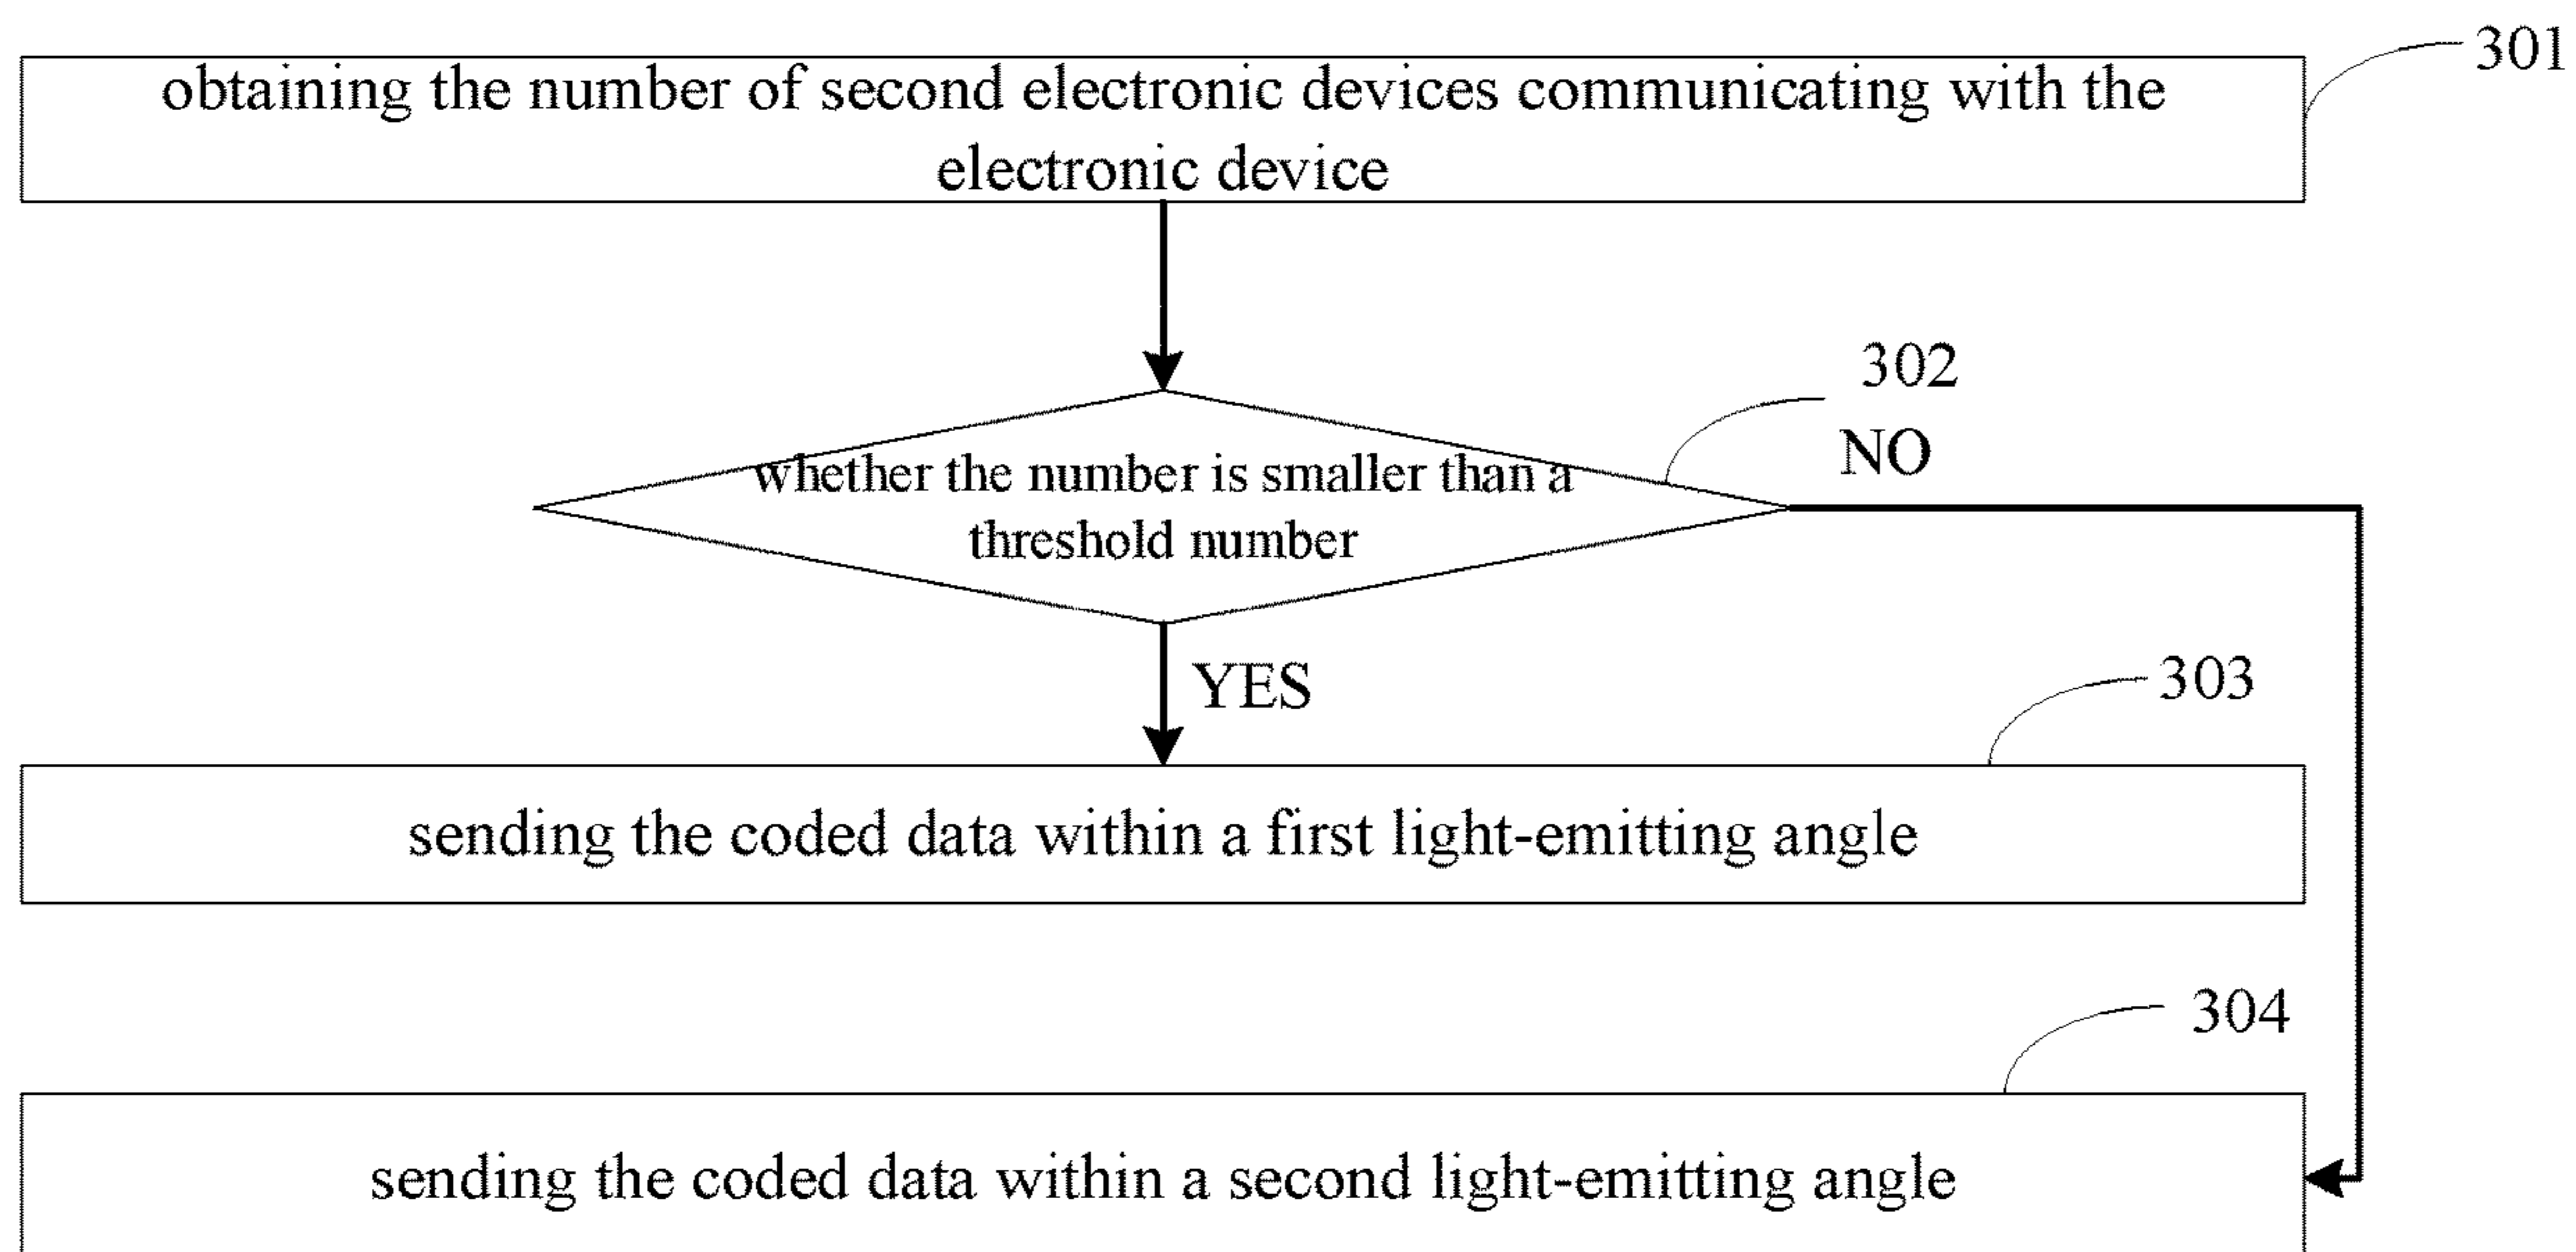 301
obtaining the number of second electronic devices communicating with the
electronic device
302
NO
whether the number is smaller than a
threshold number
YES
303
sending the coded data within a first light-emitting angle
304
sending the coded data within a second light-emitting angle